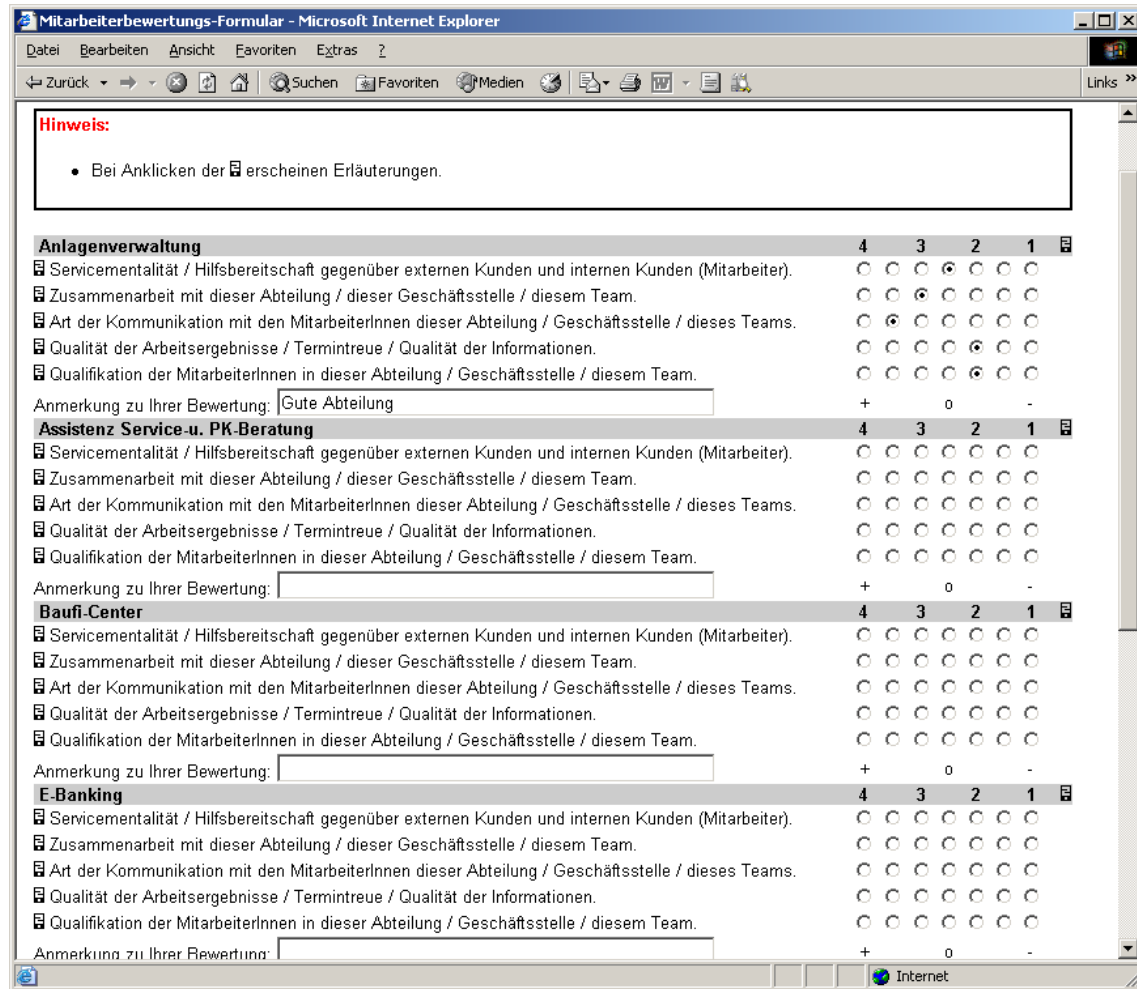 Mitarbeiterbewertungs-Formular - Microsoft Internet Explorer
Datei Bearbeiten Ansicht Favoriten Extras ?
Zurück Suchen Favoriten Medien Links »
Hinweis:
• Bei Anklicken der erscheinen Erläuterungen.
Anlagenverwaltung 4 3 2 1
Servicementalität / Hilfsbereitschaft gegenüber externen Kunden und internen Kunden (Mitarbeiter).
Zusammenarbeit mit dieser Abteilung / dieser Geschäftsstelle / diesem Team.
Art der Kommunikation mit den MitarbeiterInnen dieser Abteilung / Geschäftsstelle / dieses Teams.
Qualität der Arbeitsergebnisse / Termintreue / Qualität der Informationen.
Qualifikation der MitarbeiterInnen in dieser Abteilung / Geschäftsstelle / diesem Team.
Anmerkung zu Ihrer Bewertung: Gute Abteilung + o -
Assistenz Service-u. PK-Beratung 4 3 2 1
Servicementalität / Hilfsbereitschaft gegenüber externen Kunden und internen Kunden (Mitarbeiter).
Zusammenarbeit mit dieser Abteilung / dieser Geschäftsstelle / diesem Team.
Art der Kommunikation mit den MitarbeiterInnen dieser Abteilung / Geschäftsstelle / dieses Teams.
Qualität der Arbeitsergebnisse / Termintreue / Qualität der Informationen.
Qualifikation der MitarbeiterInnen in dieser Abteilung / Geschäftsstelle / diesem Team.
Anmerkung zu Ihrer Bewertung: + o -
Baufi-Center 4 3 2 1
Servicementalität / Hilfsbereitschaft gegenüber externen Kunden und internen Kunden (Mitarbeiter).
Zusammenarbeit mit dieser Abteilung / dieser Geschäftsstelle / diesem Team.
Art der Kommunikation mit den MitarbeiterInnen dieser Abteilung / Geschäftsstelle / dieses Teams.
Qualität der Arbeitsergebnisse / Termintreue / Qualität der Informationen.
Qualifikation der MitarbeiterInnen in dieser Abteilung / Geschäftsstelle / diesem Team.
Anmerkung zu Ihrer Bewertung: + o -
E-Banking 4 3 2 1
Servicementalität / Hilfsbereitschaft gegenüber externen Kunden und internen Kunden (Mitarbeiter).
Zusammenarbeit mit dieser Abteilung / dieser Geschäftsstelle / diesem Team.
Art der Kommunikation mit den MitarbeiterInnen dieser Abteilung / Geschäftsstelle / dieses Teams.
Qualität der Arbeitsergebnisse / Termintreue / Qualität der Informationen.
Qualifikation der MitarbeiterInnen in dieser Abteilung / Geschäftsstelle / diesem Team.
Anmerkung zu Ihrer Bewertung: + o -
Internet